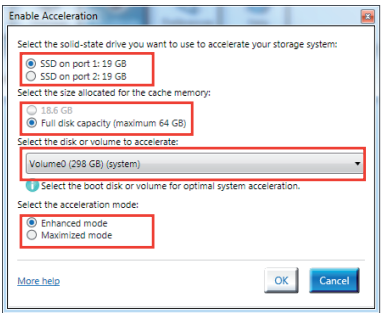 Enable Acceleration
Select the solid-state drive you want to use to accelerate your storage system:
SSD on port 1: 19 GB
SSD on port 2: 19 GB
Select the size allocated for the cache memory:
18.6 GB
Full disk capacity (maximum 64 GB)
Select the disk or volume to accelerate:
Volume0 (298 GB) (system)
Select the boot disk or volume for optimal system acceleration.
Select the acceleration mode:
Enhanced mode
Maximized mode
More help OK Cancel